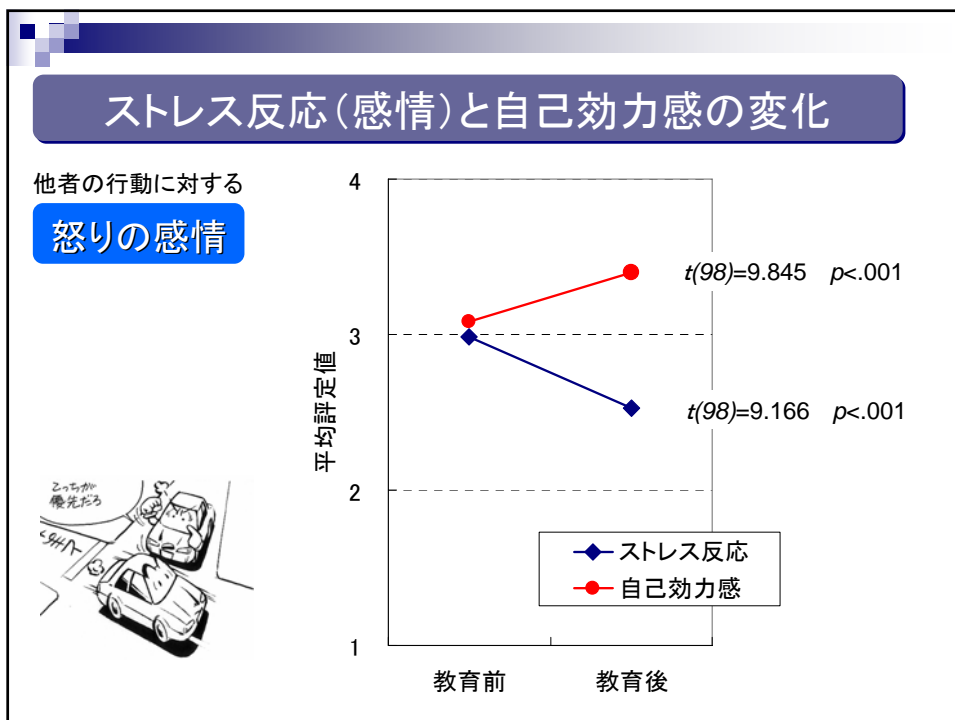 ストレス反応(感情)と自己効力感の変化
他者の行動に対する
怒りの感情
4
3
2
1
平均評定値
t(98)=9.845 p<.001
t(98)=9.166 p<.001
ストレス反応
自己効力感
教育前
教育後
こっちが
優先だろ